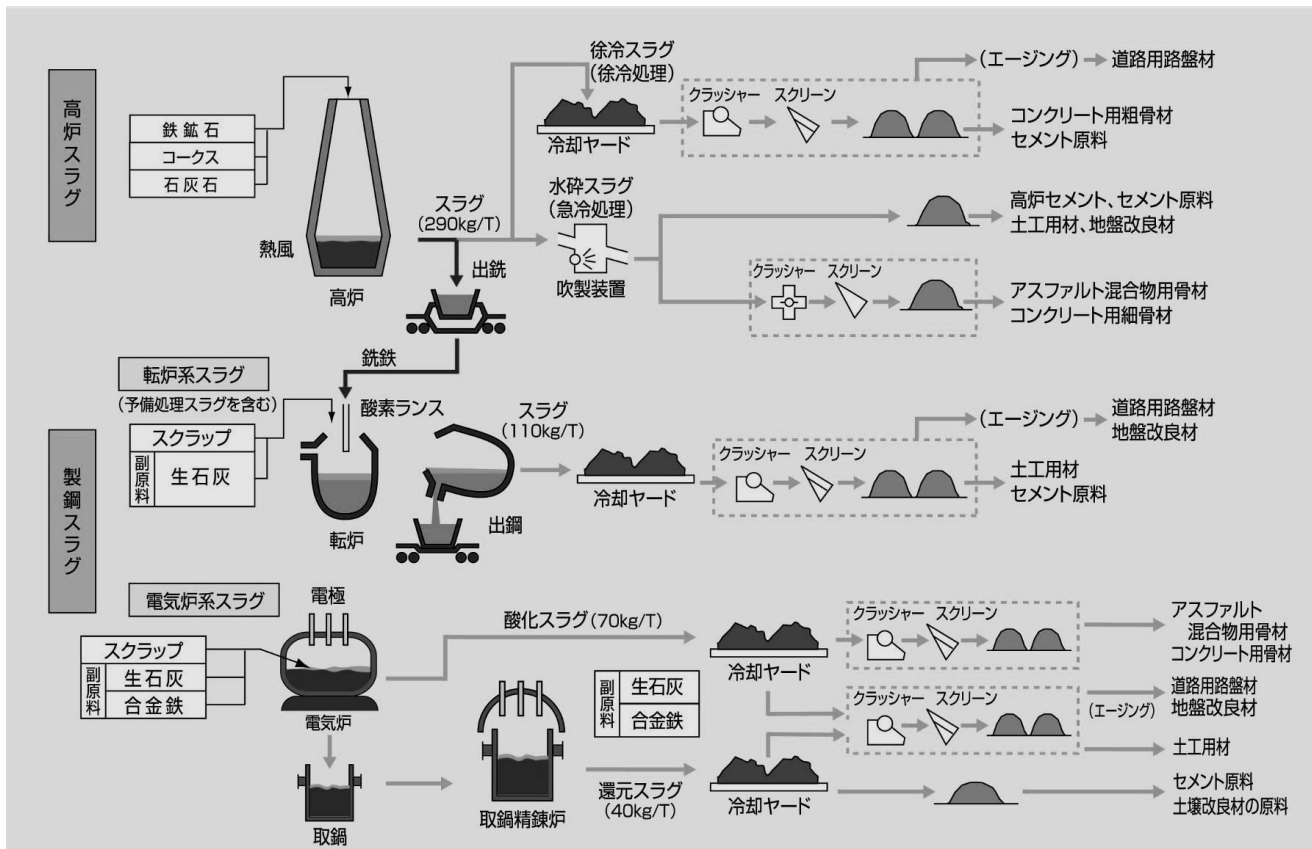 高炉スラグ
鉄鉱石
コークス
石灰石
熱風
高炉
スラグ
(290kg/T)
出銑
徐冷スラグ
(徐冷処理)
冷却ヤード
クラッシャー
スクリーン
(エージング)
道路用路盤材
コンクリート用粗骨材
セメント原料
水砕スラグ
(急冷処理)
吹製装置
高炉セメント、セメント原料
土工用材、地盤改良材
クラッシャー
スクリーン
アスファルト混合物用骨材
コンクリート用細骨材
製鋼スラグ
転炉系スラグ
(予備処理スラグを含む)
スクラップ
副原料
生石灰
銑鉄
酸素ランス
転炉
スラグ
(110kg/T)
出鋼
冷却ヤード
クラッシャー
スクリーン
(エージング)
道路用路盤材
地盤改良材
土工用材
セメント原料
電気炉系スラグ
スクラップ
副原料
生石灰
合金鉄
電極
電気炉
取鍋
酸化スラグ(70kg/T)
副原料
生石灰
合金鉄
取鍋精錬炉
還元スラグ
(40kg/T)
冷却ヤード
冷却ヤード
クラッシャー
スクリーン
アスファルト
混合物用骨材
コンクリート用骨材
クラッシャー
スクリーン
(エージング)
道路用路盤材
地盤改良材
土工用材
セメント原料
土壌改良材の原料